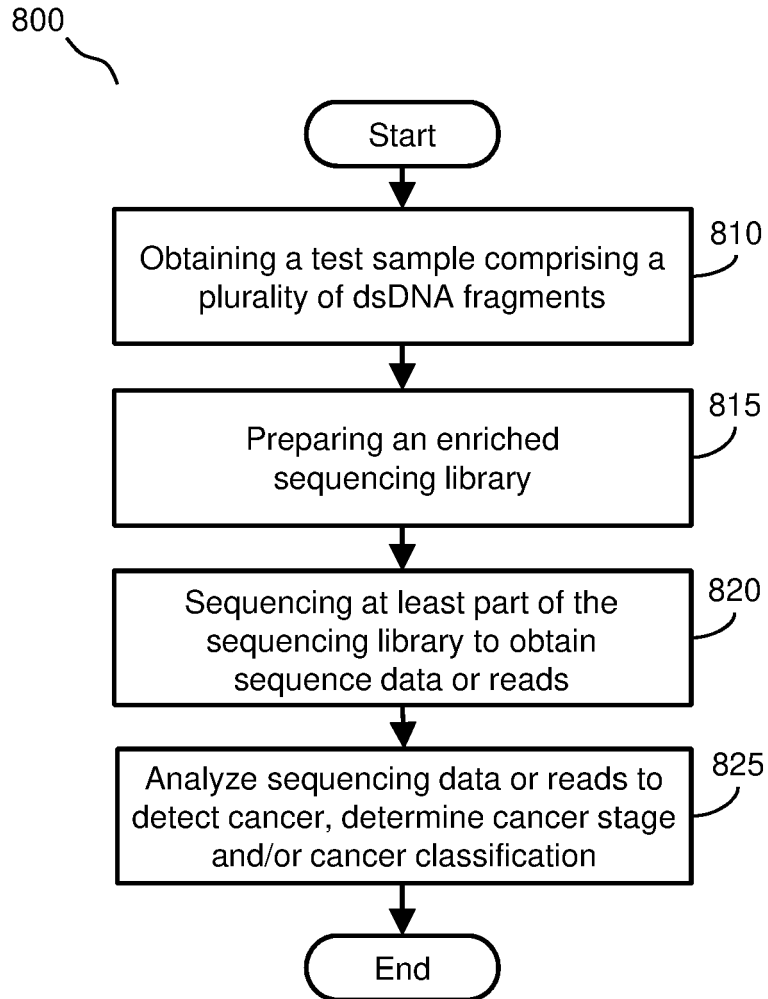 800
Start
Obtaining a test sample comprising a
plurality of dsDNA fragments
810
Preparing an enriched
sequencing library
815
Sequencing at least part of the
sequencing library to obtain
sequence data or reads
820
Analyze sequencing data or reads to
detect cancer, determine cancer stage
and/or cancer classification
825
End